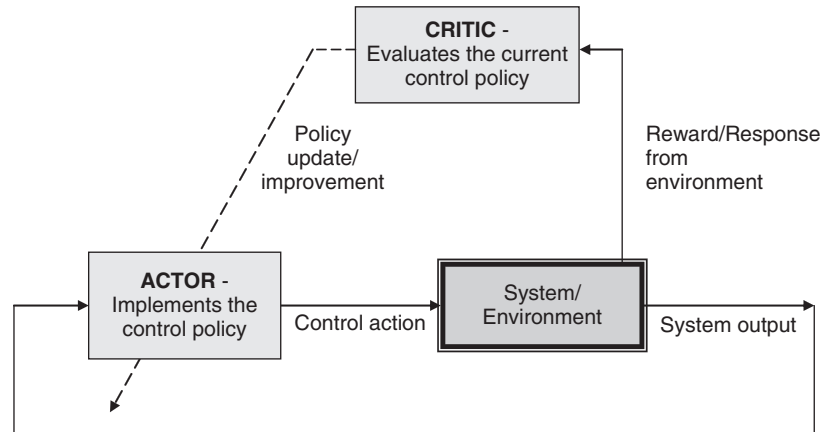 CRITIC -
Evaluates the current
control policy
Policy
update/
improvement
Reward/Response
from
environment
ACTOR -
Implements the
control policy
Control action
System/
Environment
System output